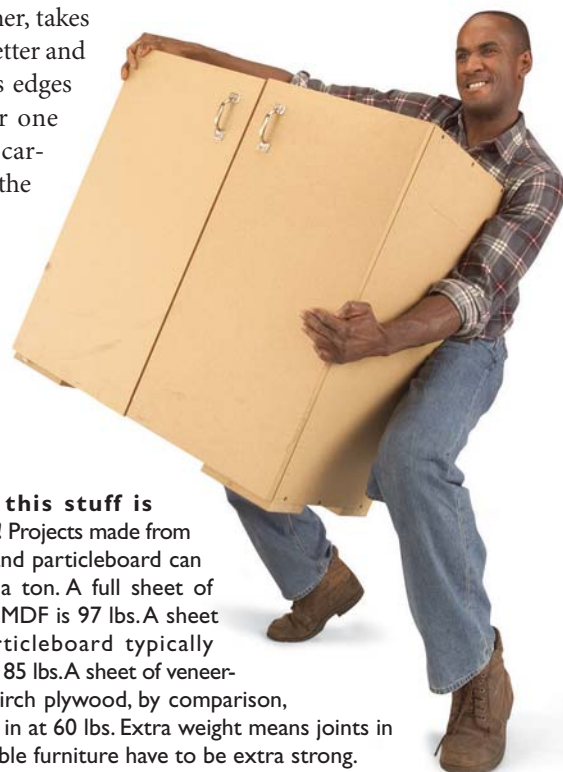 ner, takes
etter and
s edges
r one
car-
the
this stuff is
! Projects made from
nd particleboard can
a ton. A full sheet of
MDF is 97 lbs. A sheet
rticleboard typically
85 lbs. A sheet of veneer-
irch plywood, by comparison,
in at 60 lbs. Extra weight means joints in
ble furniture have to be extra strong.